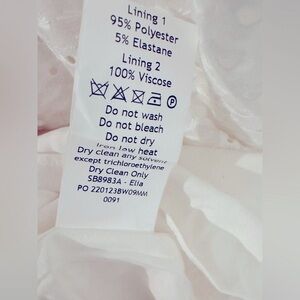 Lining 1
95% Polyester
5% Elastane
Lining 2
100% Viscose
P
Do not wash
Do not bleach
Do not dry
Iron low heat
Dry clean any solvent
except trichloroethylene
Dry Clean Only
SB8983A - Ella
PO 220123BW09MM
0091